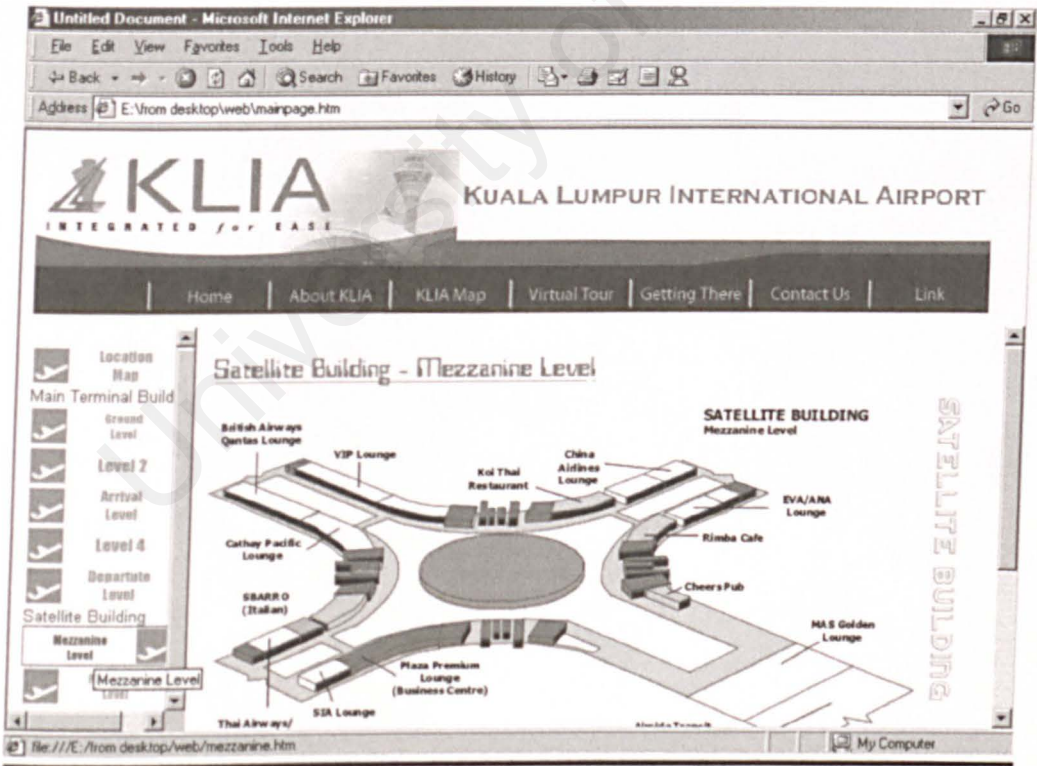 Untitled Document - Microsoft Internet Explorer
File Edit View Favorites Tools Help
Back Search Favorites History
Address E:\from desktop\web\mainpage.htm Go
KLIA
INTEGRATED for EASE
KUALA LUMPUR INTERNATIONAL AIRPORT
Home About KLIA KLIA Map Virtual Tour Getting There Contact Us Link
Location
Map
Main Terminal Build
Ground
Level
Level 2
Arrival
Level
Level 4
Departute
Level
Satellite Building
Mezzanine
Level
Mezzanine Level
Level
Satellite Building - Mezzanine Level
SATELLITE BUILDING
Mezzanine Level
British Airways
Qantas Lounge
VIP Lounge
Koi Thai
Restaurant
China
Airlines
Lounge
EVA/ANA
Lounge
Rimba Cafe
Cathay Pacific
Lounge
SBARRO
(Italian)
Cheers Pub
MAS Golden
Lounge
Plaza Premium
Lounge
(Business Centre)
SIA Lounge
Thai Airways/
SATELLITE BUILDING
file:///E:/from desktop/web/mezzanine.htm My Computer
University of